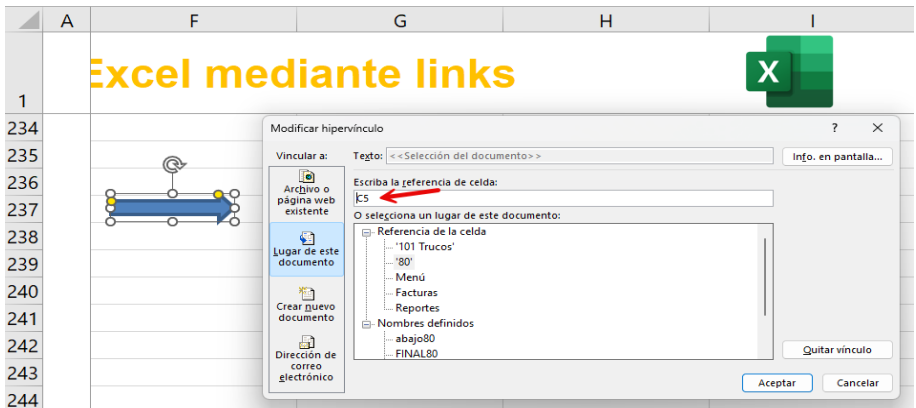 A F G H I
1 Excel mediante links X
234
235
236
237
238
239
240
241
242
243
244
Modificar hipervínculo ? X
Vincular a: Texto: <<Selección del documento>> Info. en pantalla...
Archivo o página web existente
Lugar de este documento
Crear nuevo documento
Dirección de correo electrónico
Escriba la referencia de celda:
C5
O seleccione un lugar de este documento:
Referencia de la celda
'101 Trucos'
'80'
Menú
Facturas
Reportes
Nombres definidos
abajo80
FINAL80
Quitar vínculo
Aceptar Cancelar